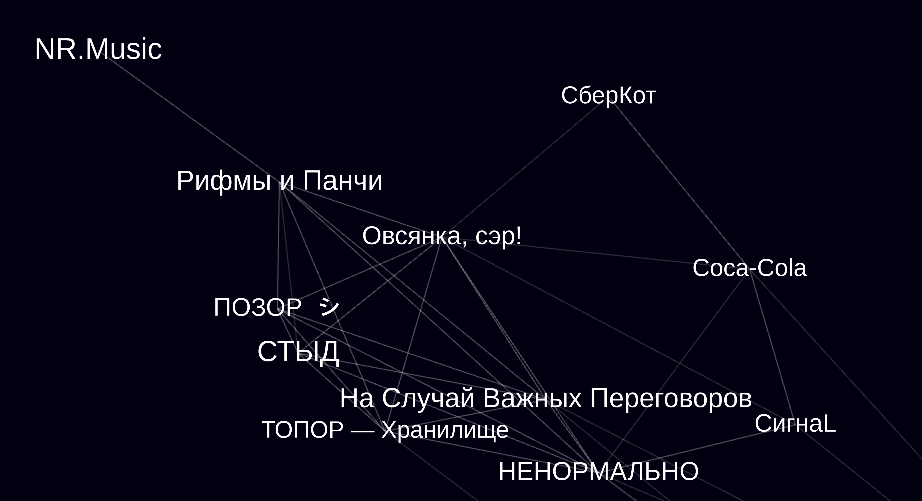 NR.Music
СберКот
Рифмы и Панчи
Овсянка, сэр!
Coca-Cola
ПОЗОР シ
СТЫД
На Случай Важных Переговоров
СигнаL
ТОПОР — Хранилище
НЕНОРМАЛЬНО